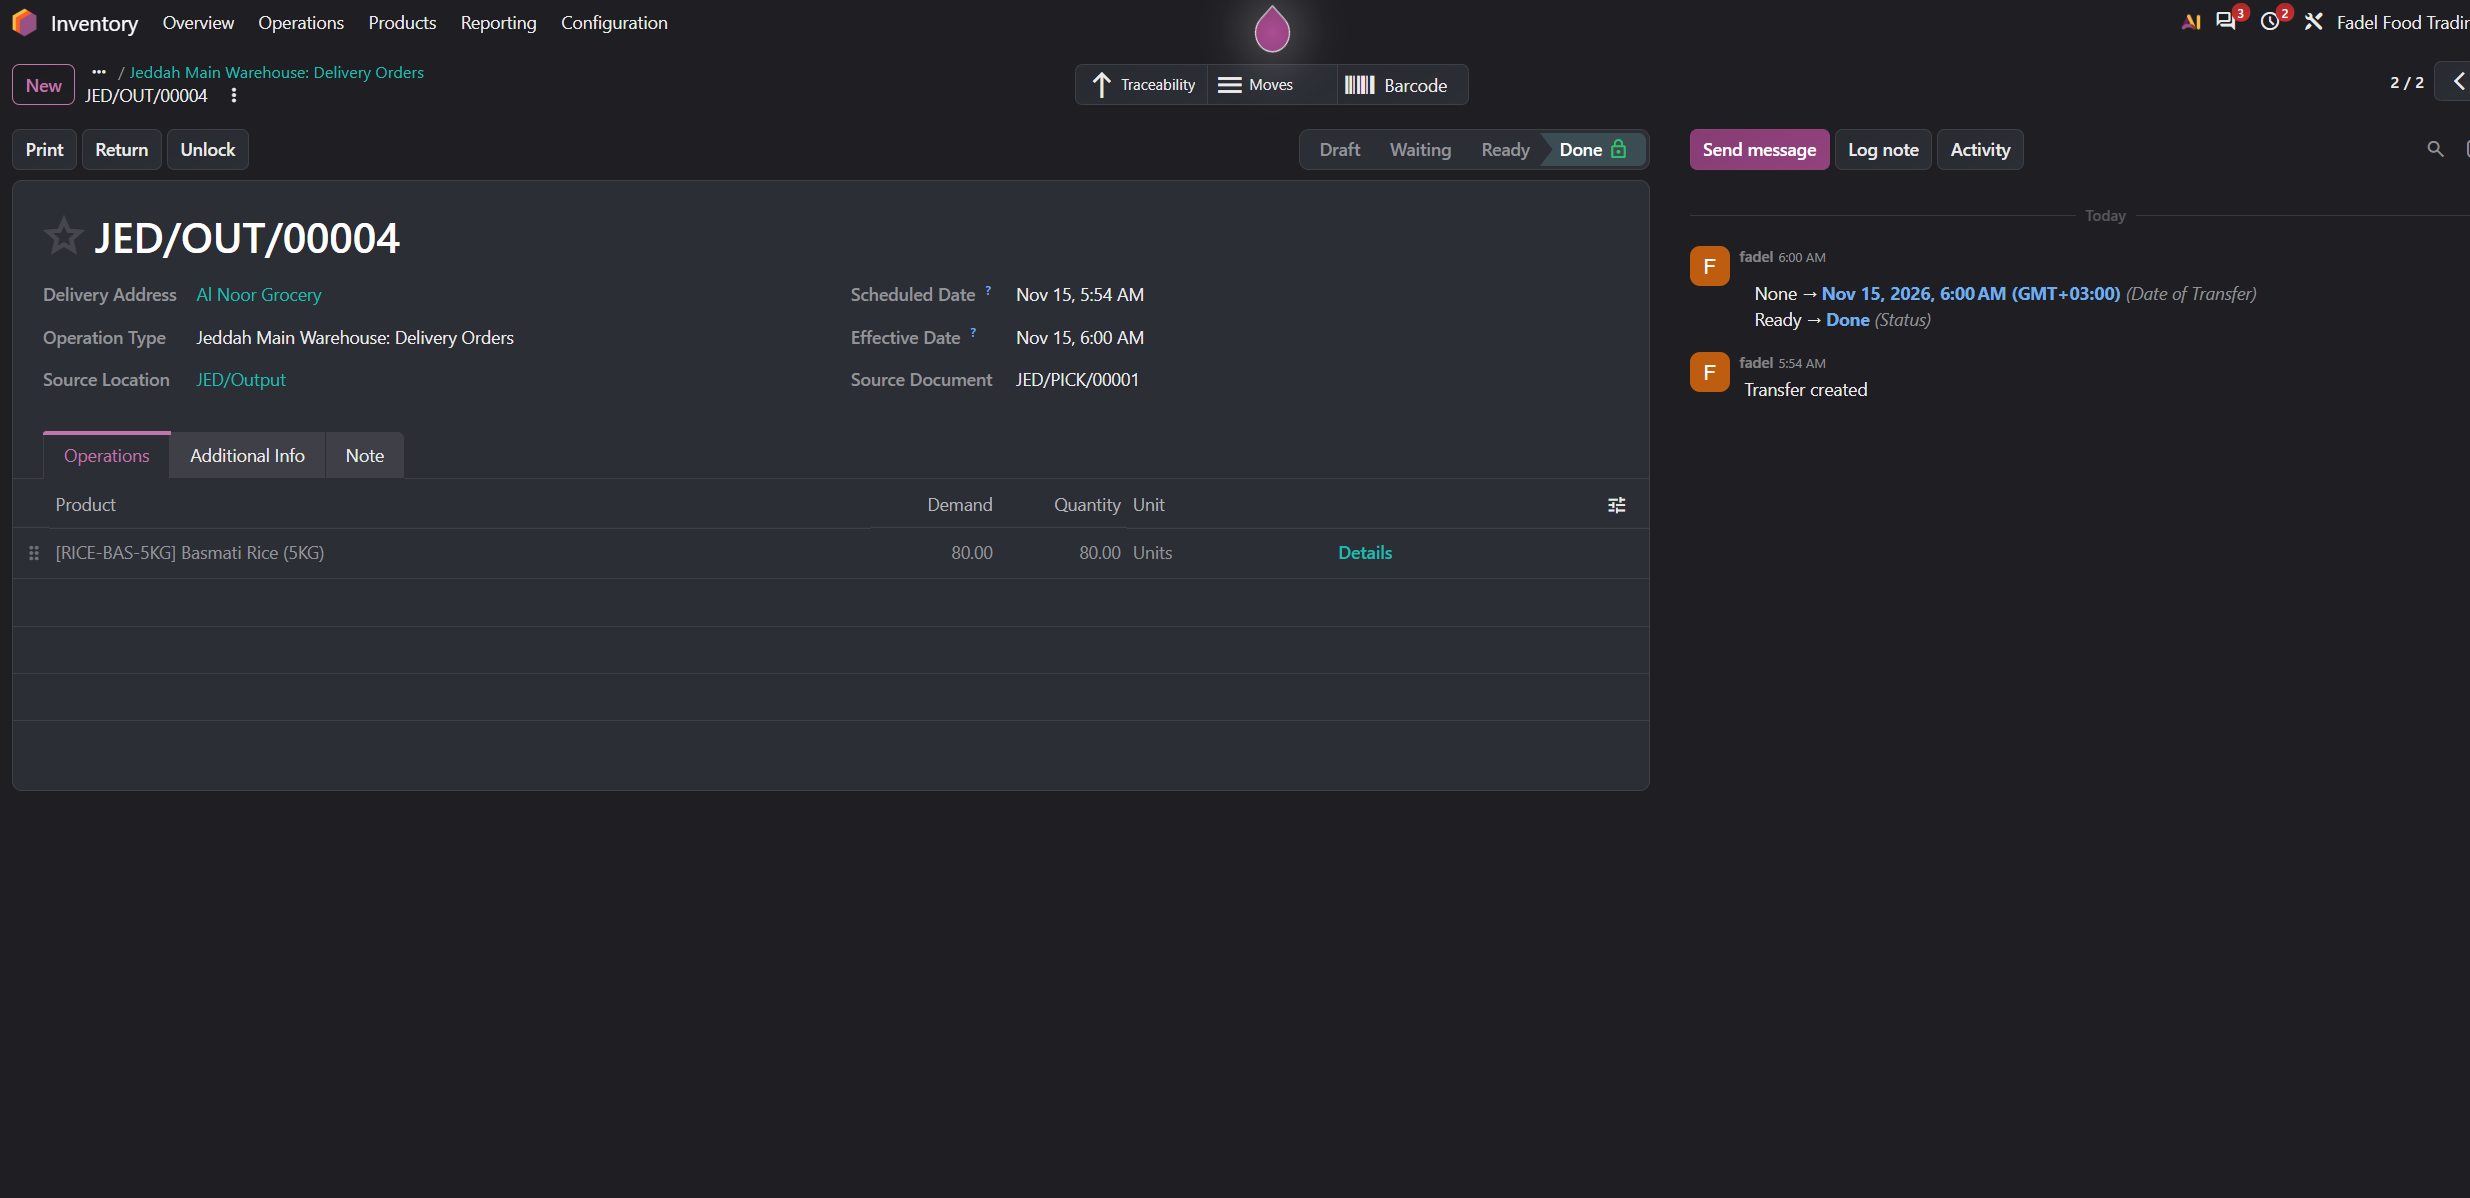 Inventory Overview Operations Products Reporting Configuration
AI 3 2 Fadel Food Tradin
New ... / Jeddah Main Warehouse: Delivery Orders
JED/OUT/00004
Traceability Moves Barcode
2 / 2
Print Return Unlock
Draft Waiting Ready Done
Send message Log note Activity
JED/OUT/00004
Delivery Address Al Noor Grocery
Scheduled Date ? Nov 15, 5:54 AM
Operation Type Jeddah Main Warehouse: Delivery Orders
Effective Date ? Nov 15, 6:00 AM
Source Location JED/Output
Source Document JED/PICK/00001
Operations Additional Info Note
Product Demand Quantity Unit
[RICE-BAS-5KG] Basmati Rice (5KG) 80.00 80.00 Units Details
Today
F fadel 6:00 AM
None → Nov 15, 2026, 6:00 AM (GMT+03:00) (Date of Transfer)
Ready → Done (Status)
F fadel 5:54 AM
Transfer created